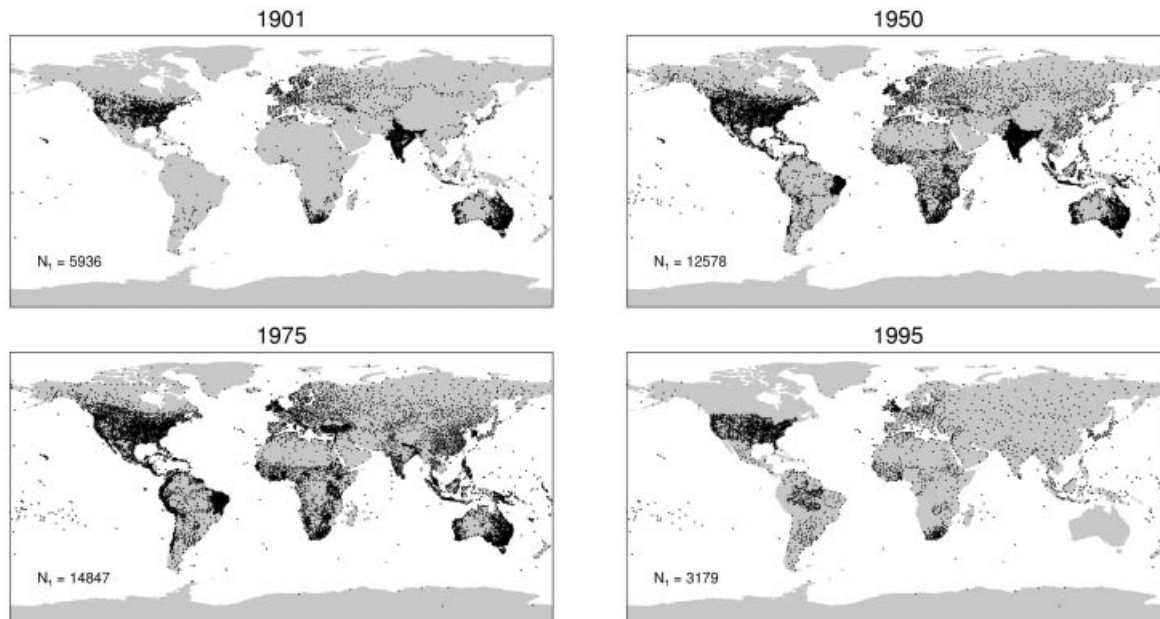 1901
1950
N₁ = 5936
N₁ = 12578
1975
1995
N₁ = 14847
N₁ = 3179